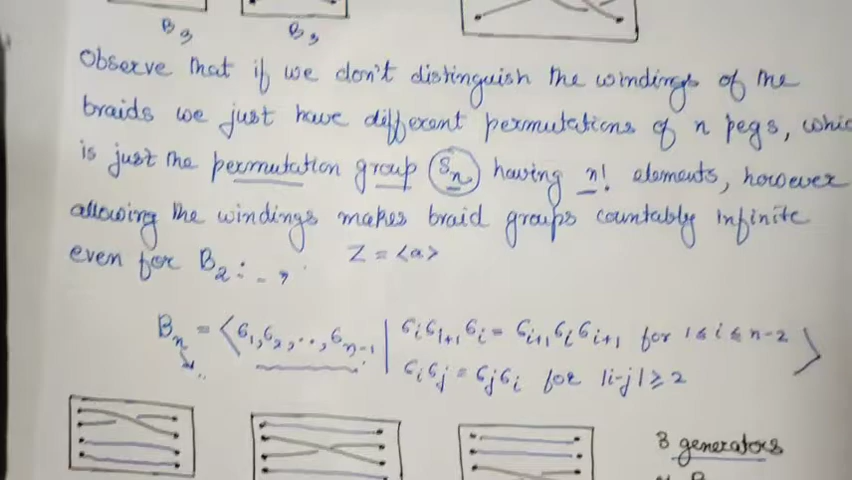 B₃ B₃
Observe that if we don't distinguish the windings of the
braids we just have different permutations of n pegs, whic
is just the permutation group Sₙ having n! elements, however
allowing the windings makes braid groups countably infinite
even for B₂: .. , Z = <a>
Bₙ = ⟨ σ₁, σ₂, .., σₙ₋₁ | σᵢσᵢ₊₁σᵢ = σᵢ₊₁σᵢσᵢ₊₁ for 1 ≤ i ≤ n-2
σᵢσⱼ = σⱼσᵢ for |i-j| ≥ 2 ⟩
3 generators